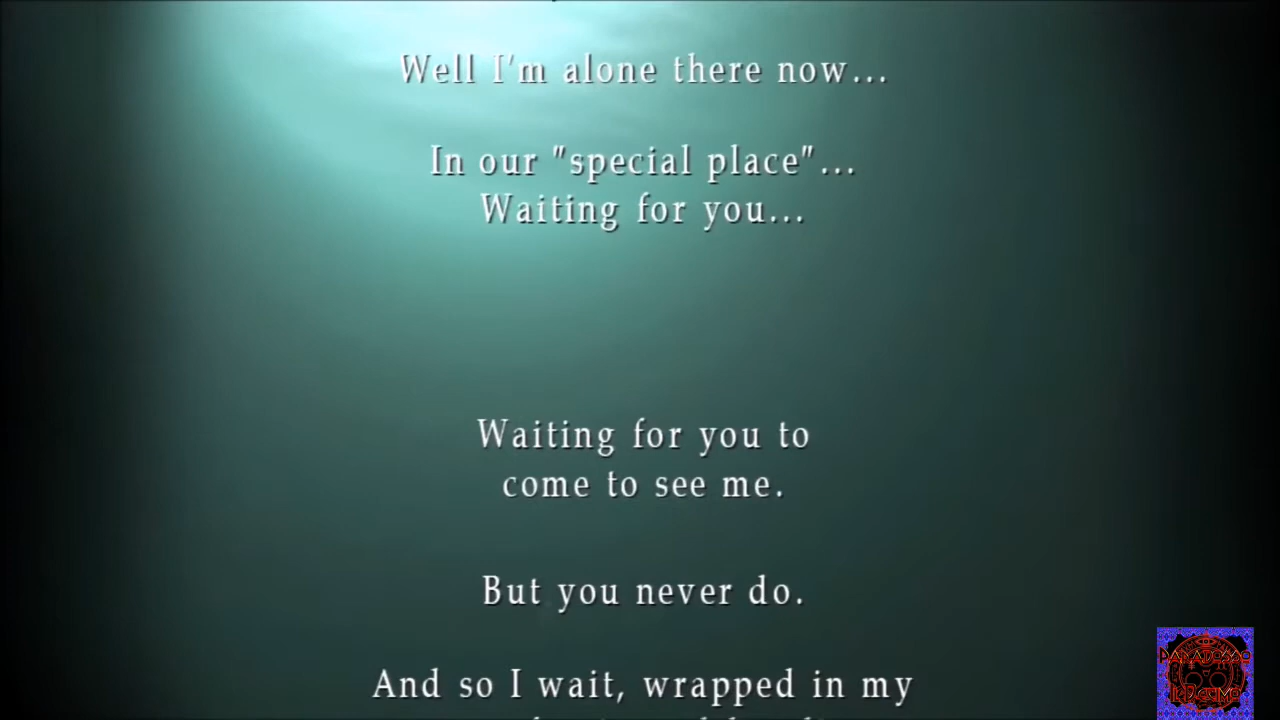 Well I'm alone there now...
In our "special place"...
Waiting for you...
Waiting for you to
come to see me.
But you never do.
And so I wait, wrapped in my